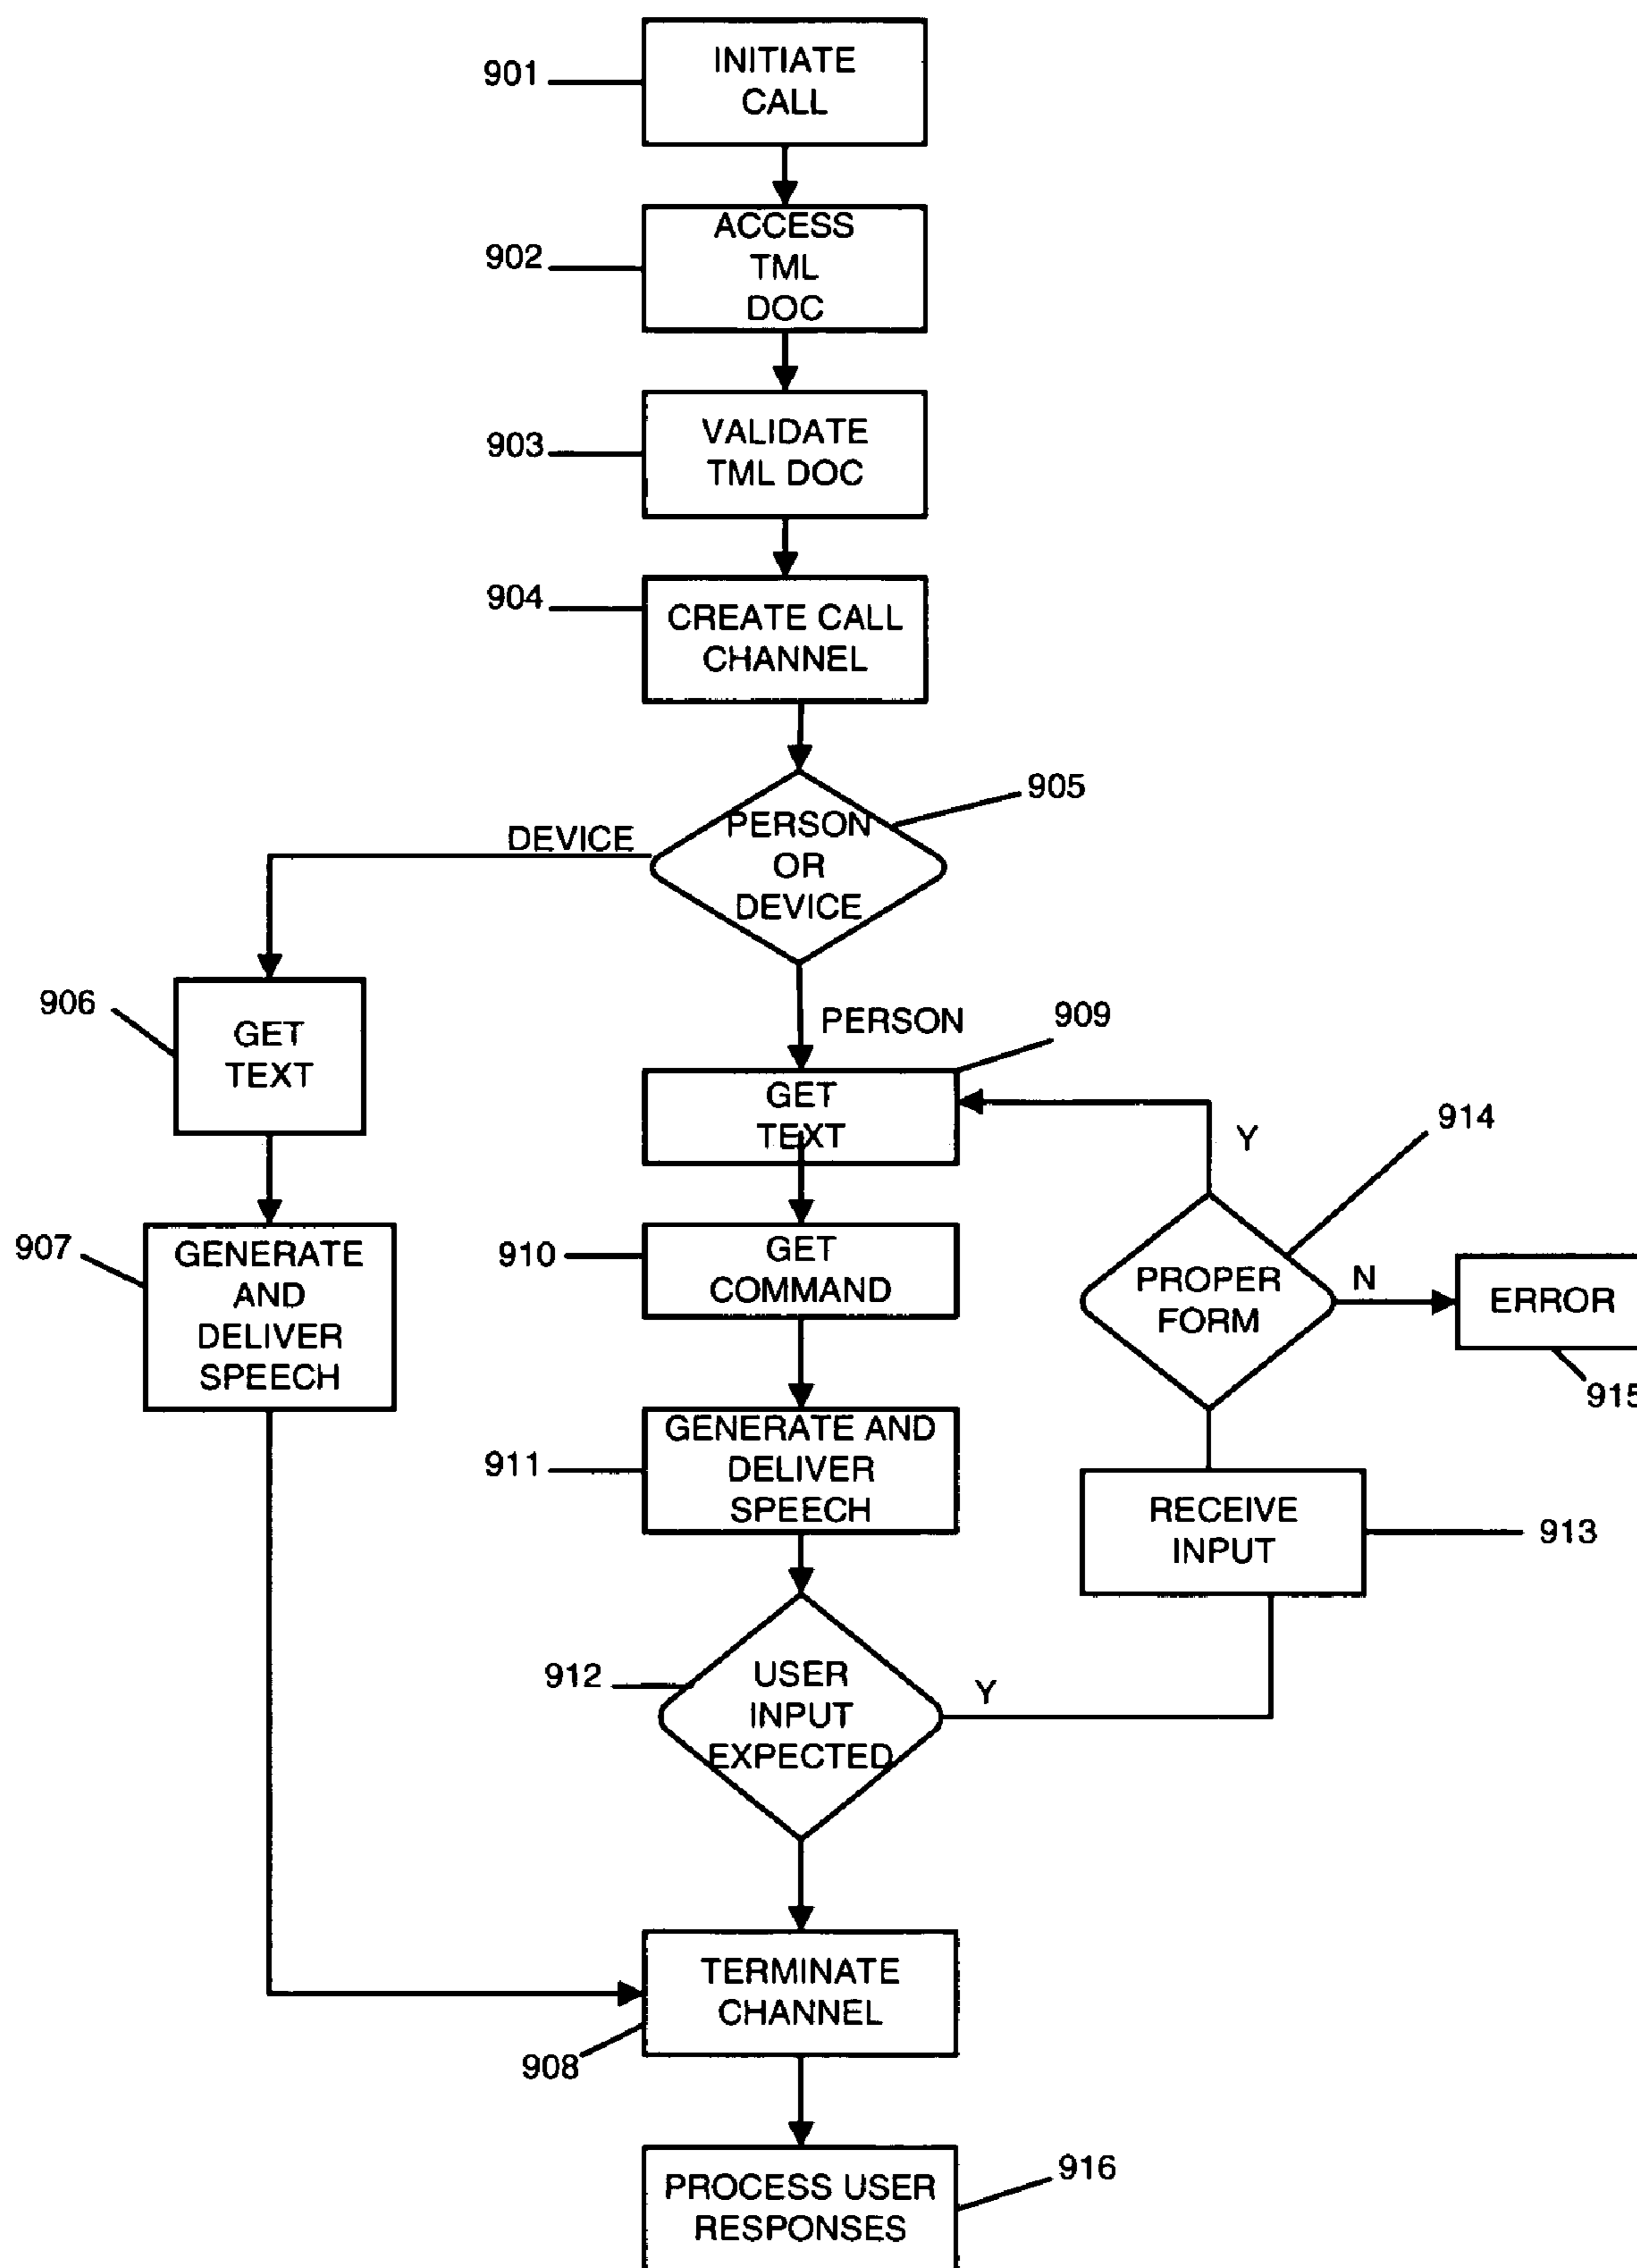 INITIATE
CALL
901
ACCESS
TML
DOC
902
VALIDATE
TML DOC
903
CREATE CALL
CHANNEL
904
PERSON
OR
DEVICE
905
DEVICE
PERSON
906
GET
TEXT
909
GET
TEXT
Y
914
907
GENERATE
AND
DELIVER
SPEECH
910
GET
COMMAND
PROPER
FORM
N
ERROR
915
911
GENERATE AND
DELIVER
SPEECH
RECEIVE
INPUT
913
912
USER
INPUT
EXPECTED
Y
TERMINATE
CHANNEL
908
PROCESS USER
RESPONSES
916